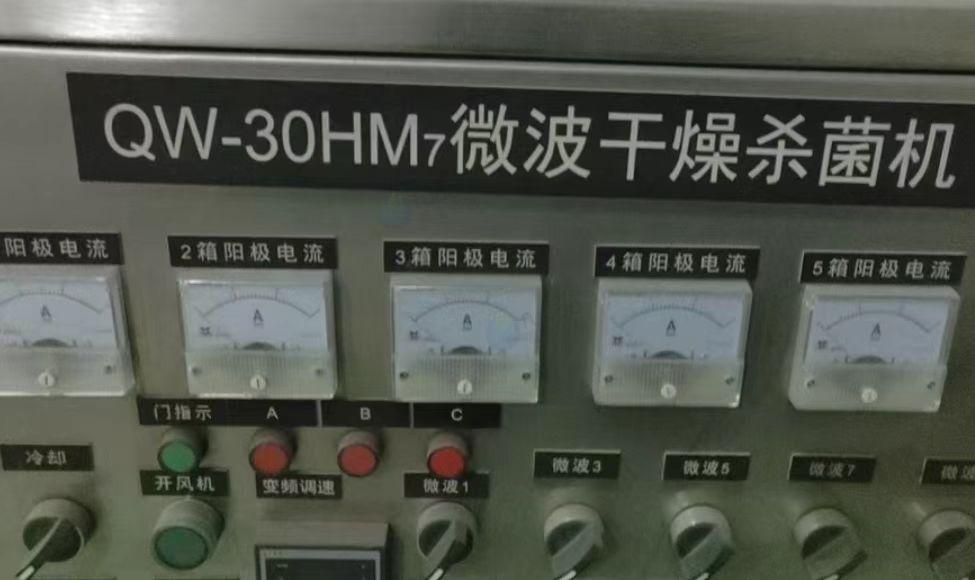 QW-30HM7微波干燥杀菌机
阳极电流
2箱阳极电流
3箱阳极电流
4箱阳极电流
5箱阳极电流
A
A
A
A
A
门指示
A
B
C
冷却
开风机
变频调速
微波1
微波3
微波5
微波7
微波